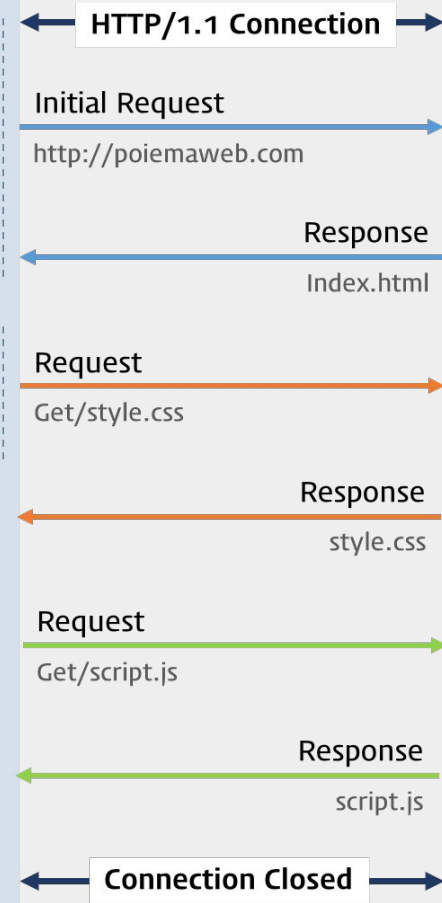 HTTP/1.1 Connection
Initial Request
http://poiemaweb.com
Response
Index.html
Request
Get/style.css
Response
style.css
Request
Get/script.js
Response
script.js
Connection Closed